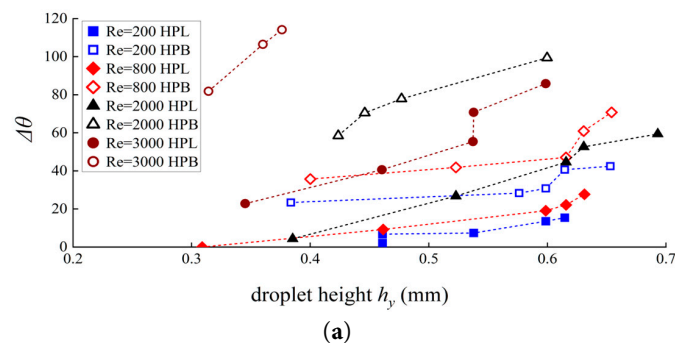 120
100
80
60
40
20
0
Δθ
Re=200 HPL
Re=200 HPB
Re=800 HPL
Re=800 HPB
Re=2000 HPL
Re=2000 HPB
Re=3000 HPL
Re=3000 HPB
0.2 0.3 0.4 0.5 0.6 0.7
droplet height hy (mm)
(a)